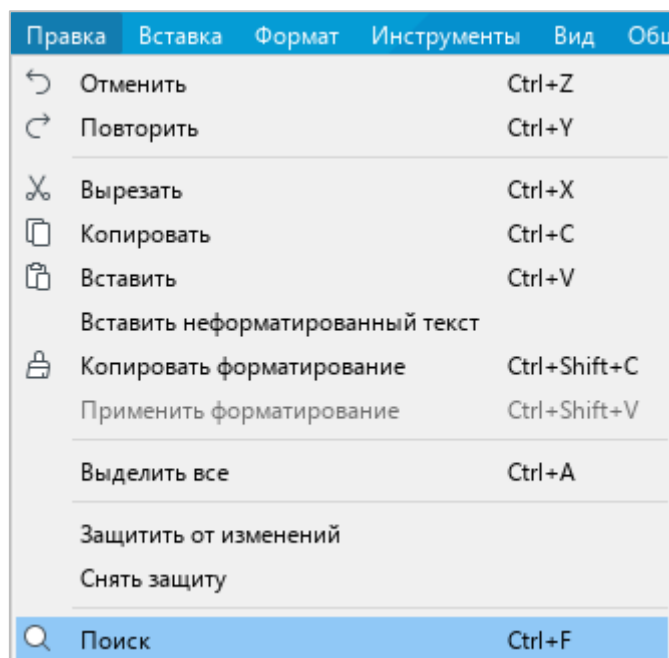 Правка Вставка Формат Инструменты Вид
Отменить Ctrl+Z
Повторить Ctrl+Y
Вырезать Ctrl+X
Копировать Ctrl+C
Вставить Ctrl+V
Вставить неформатированный текст
Копировать форматирование Ctrl+Shift+C
Применить форматирование Ctrl+Shift+V
Выделить все Ctrl+A
Защитить от изменений
Снять защиту
Поиск Ctrl+F